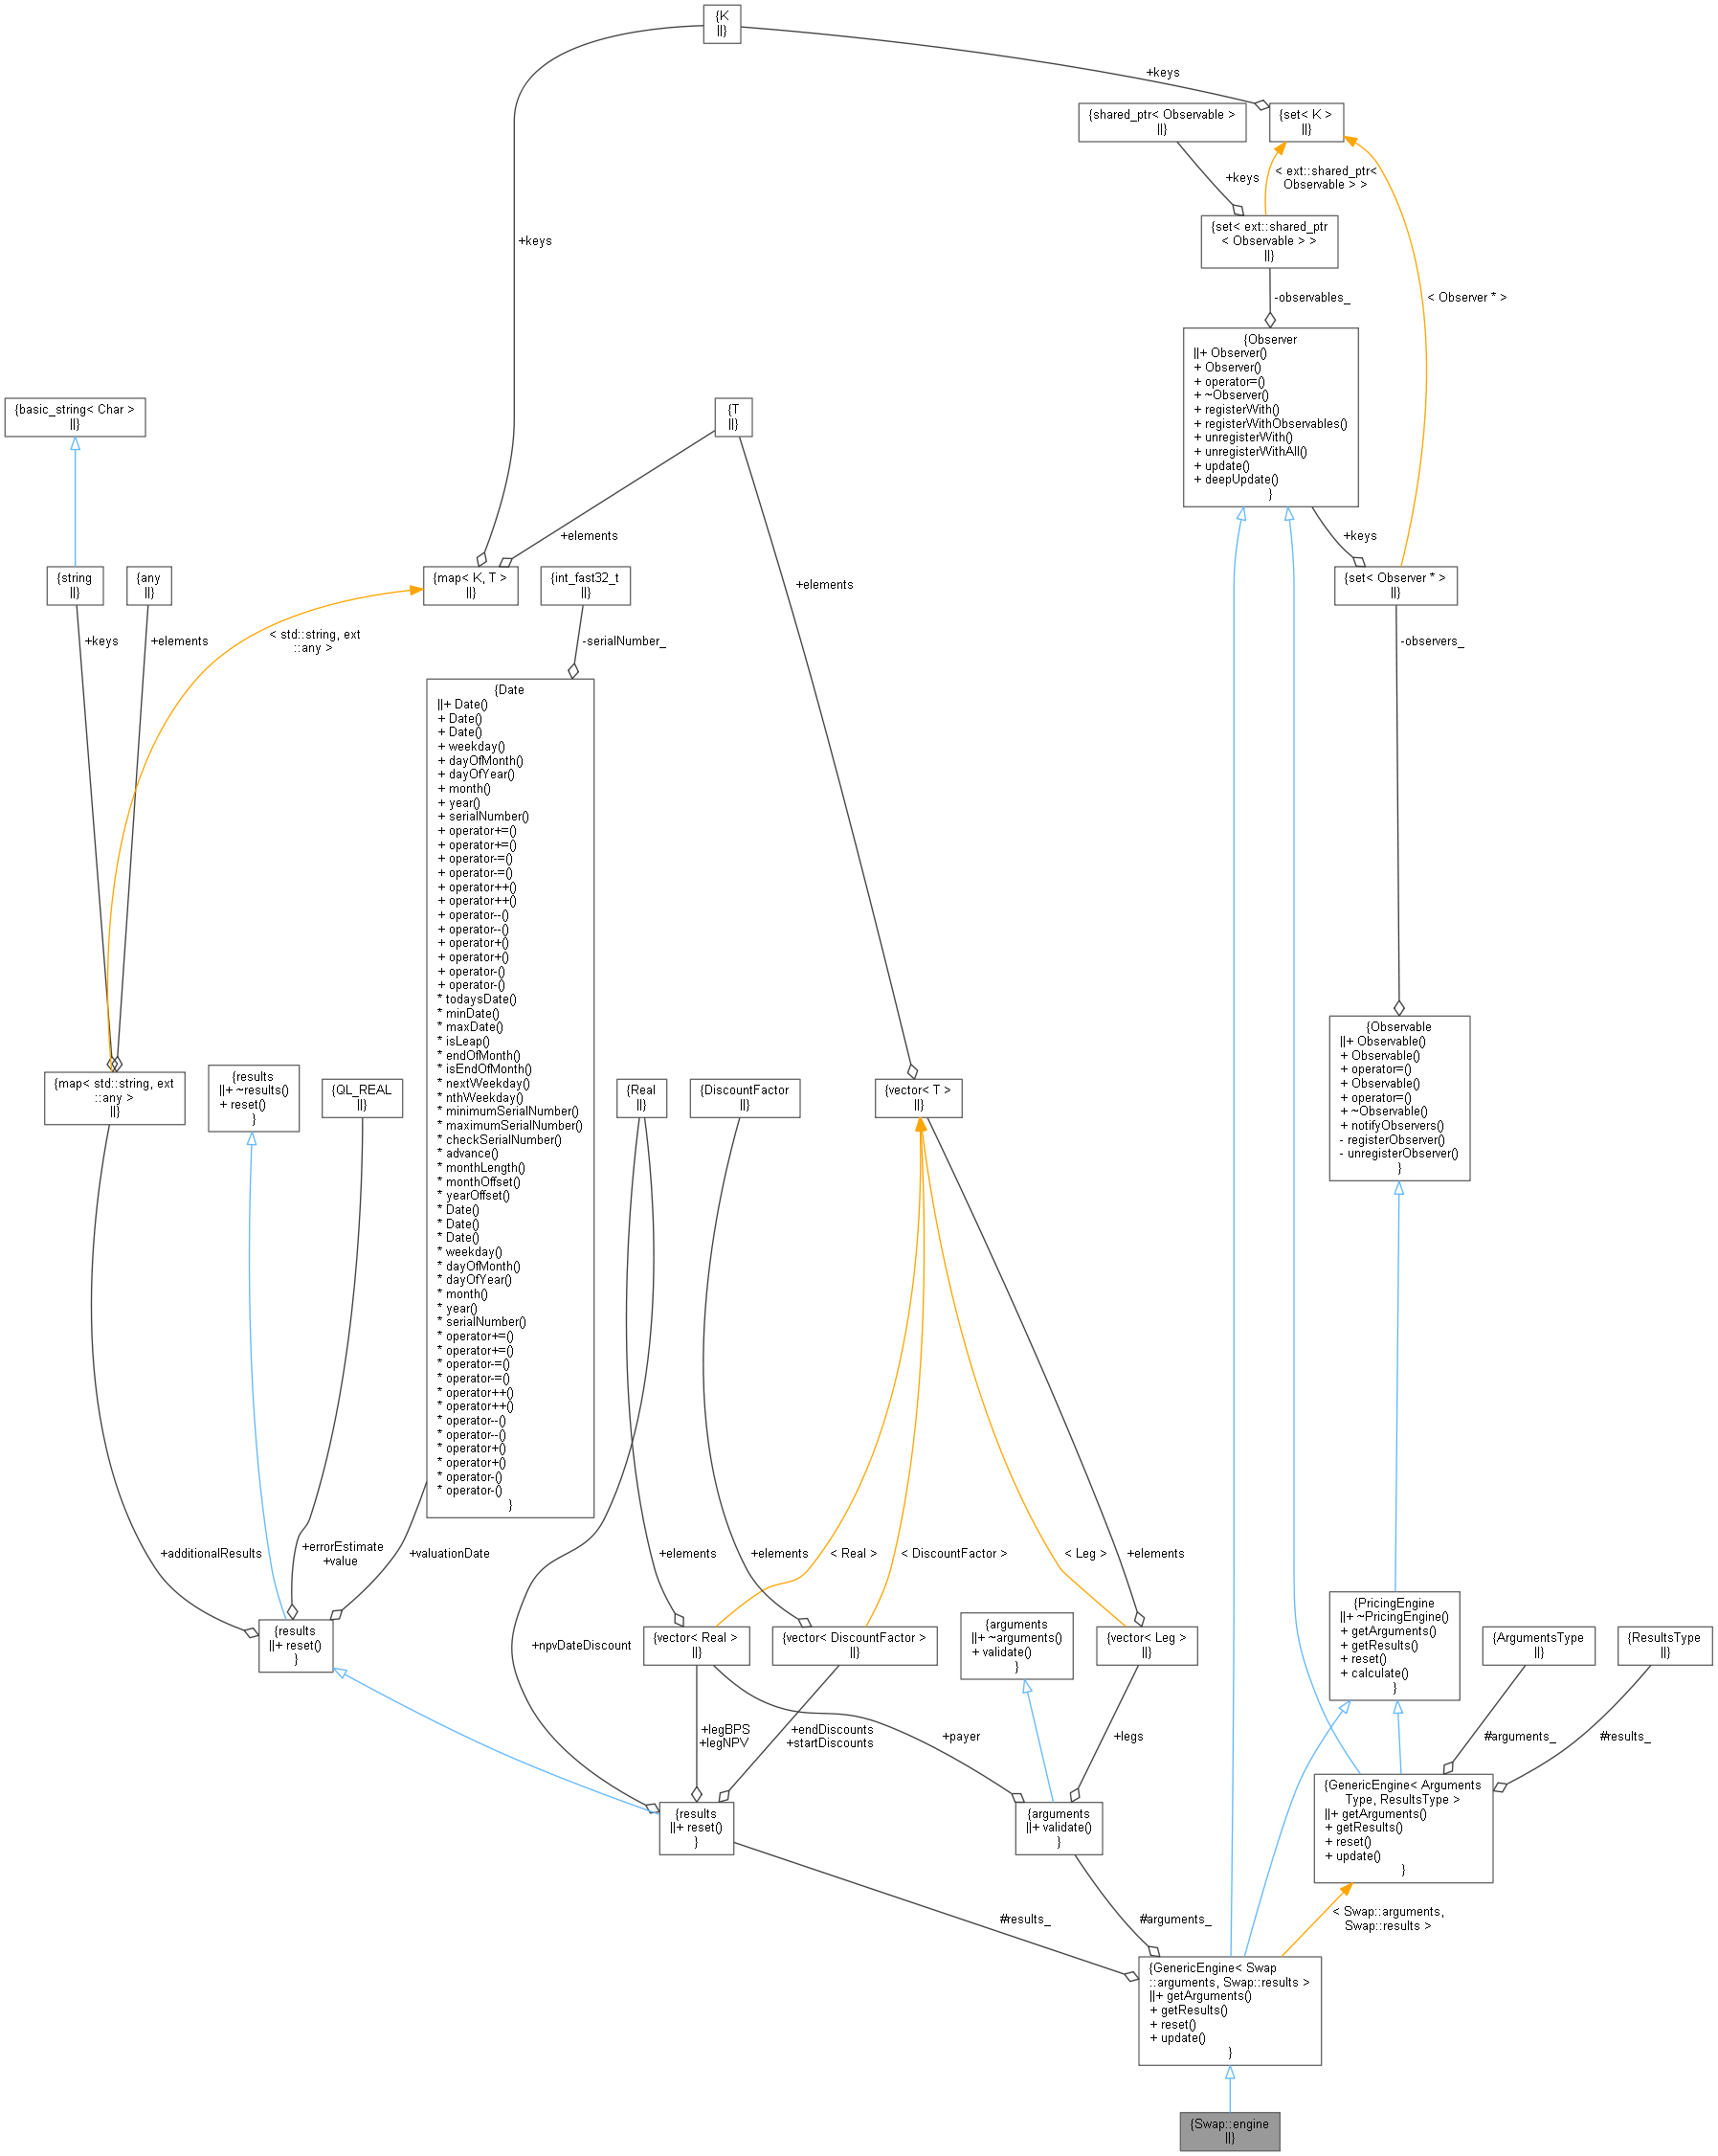 {K
||}
+keys
{shared_ptr< Observable >
||}
{set< K >
||}
+keys
< ext::shared_ptr<
Observable > >
{set< ext::shared_ptr
< Observable > >
||}
+keys
-observables_
< Observer * >
{Observer
||+ Observer()
+ Observer()
+ operator=()
+ ~Observer()
+ registerWith()
+ registerWithObservables()
+ unregisterWith()
+ unregisterWithAll()
+ update()
+ deepUpdate()
}
{basic_string< Char >
||}
{T
||}
+elements
+elements
+keys
{string
||}
{any
||}
{map< K, T >
||}
{int_fast32_t
||}
{set< Observer * >
||}
+keys
+elements
< std::string, ext
::any >
-serialNumber_
-observers_
{Date
||+ Date()
+ Date()
+ Date()
+ weekday()
+ dayOfMonth()
+ dayOfYear()
+ month()
+ year()
+ serialNumber()
+ operator+=()
+ operator+=()
+ operator-=()
+ operator-=()
+ operator++()
+ operator++()
+ operator--()
+ operator--()
+ operator+()
+ operator+()
+ operator-()
+ operator-()
* todaysDate()
* minDate()
* maxDate()
* isLeap()
* endOfMonth()
* isEndOfMonth()
* nextWeekday()
* nthWeekday()
* minimumSerialNumber()
* maximumSerialNumber()
* checkSerialNumber()
* advance()
* monthLength()
* monthOffset()
* yearOffset()
* Date()
* Date()
* Date()
* weekday()
* dayOfMonth()
* dayOfYear()
* month()
* year()
* serialNumber()
* operator+=()
* operator+=()
* operator-=()
* operator-=()
* operator++()
* operator++()
* operator--()
* operator--()
* operator+()
* operator+()
* operator-()
* operator-()
}
{Observable
||+ Observable()
+ Observable()
+ operator=()
+ Observable()
+ operator=()
+ ~Observable()
+ notifyObservers()
- registerObserver()
- unregisterObserver()
}
{map< std::string, ext
::any >
||}
{results
||+ ~results()
+ reset()
}
{QL_REAL
||}
{Real
||}
{DiscountFactor
||}
{vector< T >
||}
+additionalResults
+errorEstimate
+value
+valuationDate
+elements
+elements
< Real >
< DiscountFactor >
< Leg >
+elements
{results
||+ reset()
}
+npvDateDiscount
{vector< Real >
||}
{vector< DiscountFactor >
||}
{arguments
||+ ~arguments()
+ validate()
}
{vector< Leg >
||}
{PricingEngine
||+ ~PricingEngine()
+ getArguments()
+ getResults()
+ reset()
+ calculate()
}
{ArgumentsType
||}
{ResultsType
||}
+legBPS
+legNPV
+endDiscounts
+startDiscounts
+payer
+legs
#arguments_
#results_
{results
||+ reset()
}
{arguments
||+ validate()
}
{GenericEngine< Arguments
Type, ResultsType >
||+ getArguments()
+ getResults()
+ reset()
+ update()
}
#results_
#arguments_
< Swap::arguments,
Swap::results >
{GenericEngine< Swap
::arguments, Swap::results >
||+ getArguments()
+ getResults()
+ reset()
+ update()
}
{Swap::engine
||}